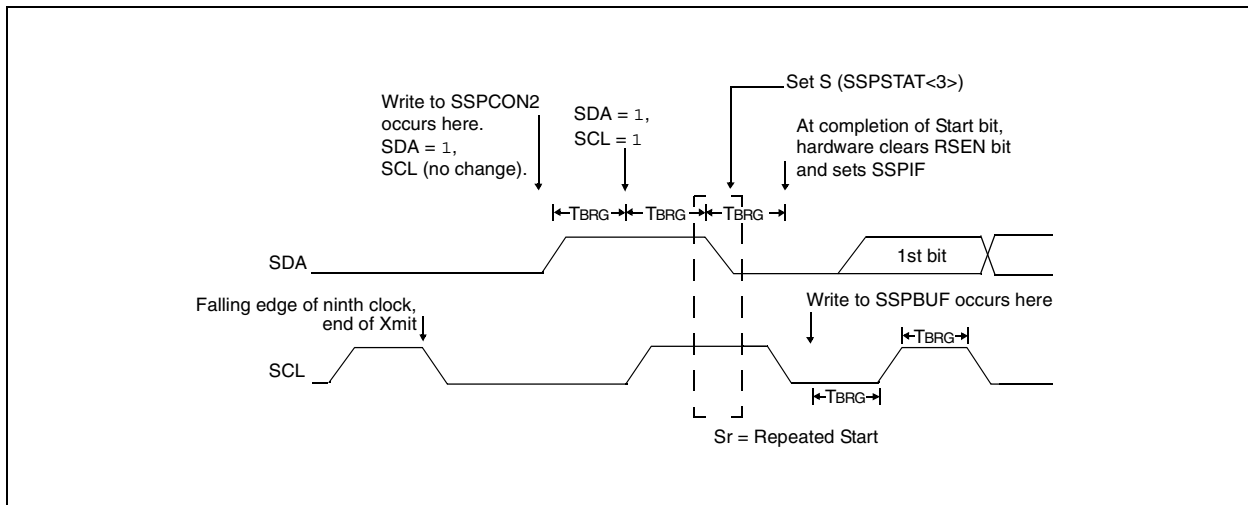 Set S (SSPSTAT<3>)
Write to SSPCON2
occurs here.
SDA = 1,
SCL (no change).
SDA = 1,
SCL = 1
At completion of Start bit,
hardware clears RSEN bit
and sets SSPIF
TBRG
TBRG
TBRG
SDA
1st bit
Falling edge of ninth clock,
end of Xmit
Write to SSPBUF occurs here
TBRG
SCL
TBRG
Sr = Repeated Start